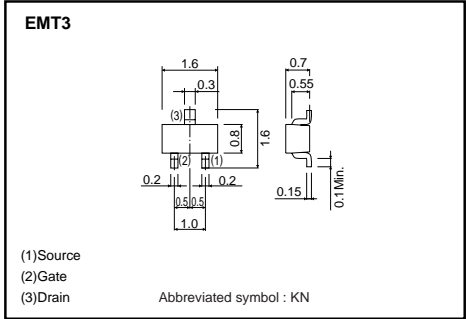 EMT3
1.6
0.7
0.3
0.55
(3)
0.8
1.6
(2)
(1)
0.2
0.2
0.5 0.5
1.0
0.15
0.1Min.
(1)Source
(2)Gate
(3)Drain
Abbreviated symbol : KN